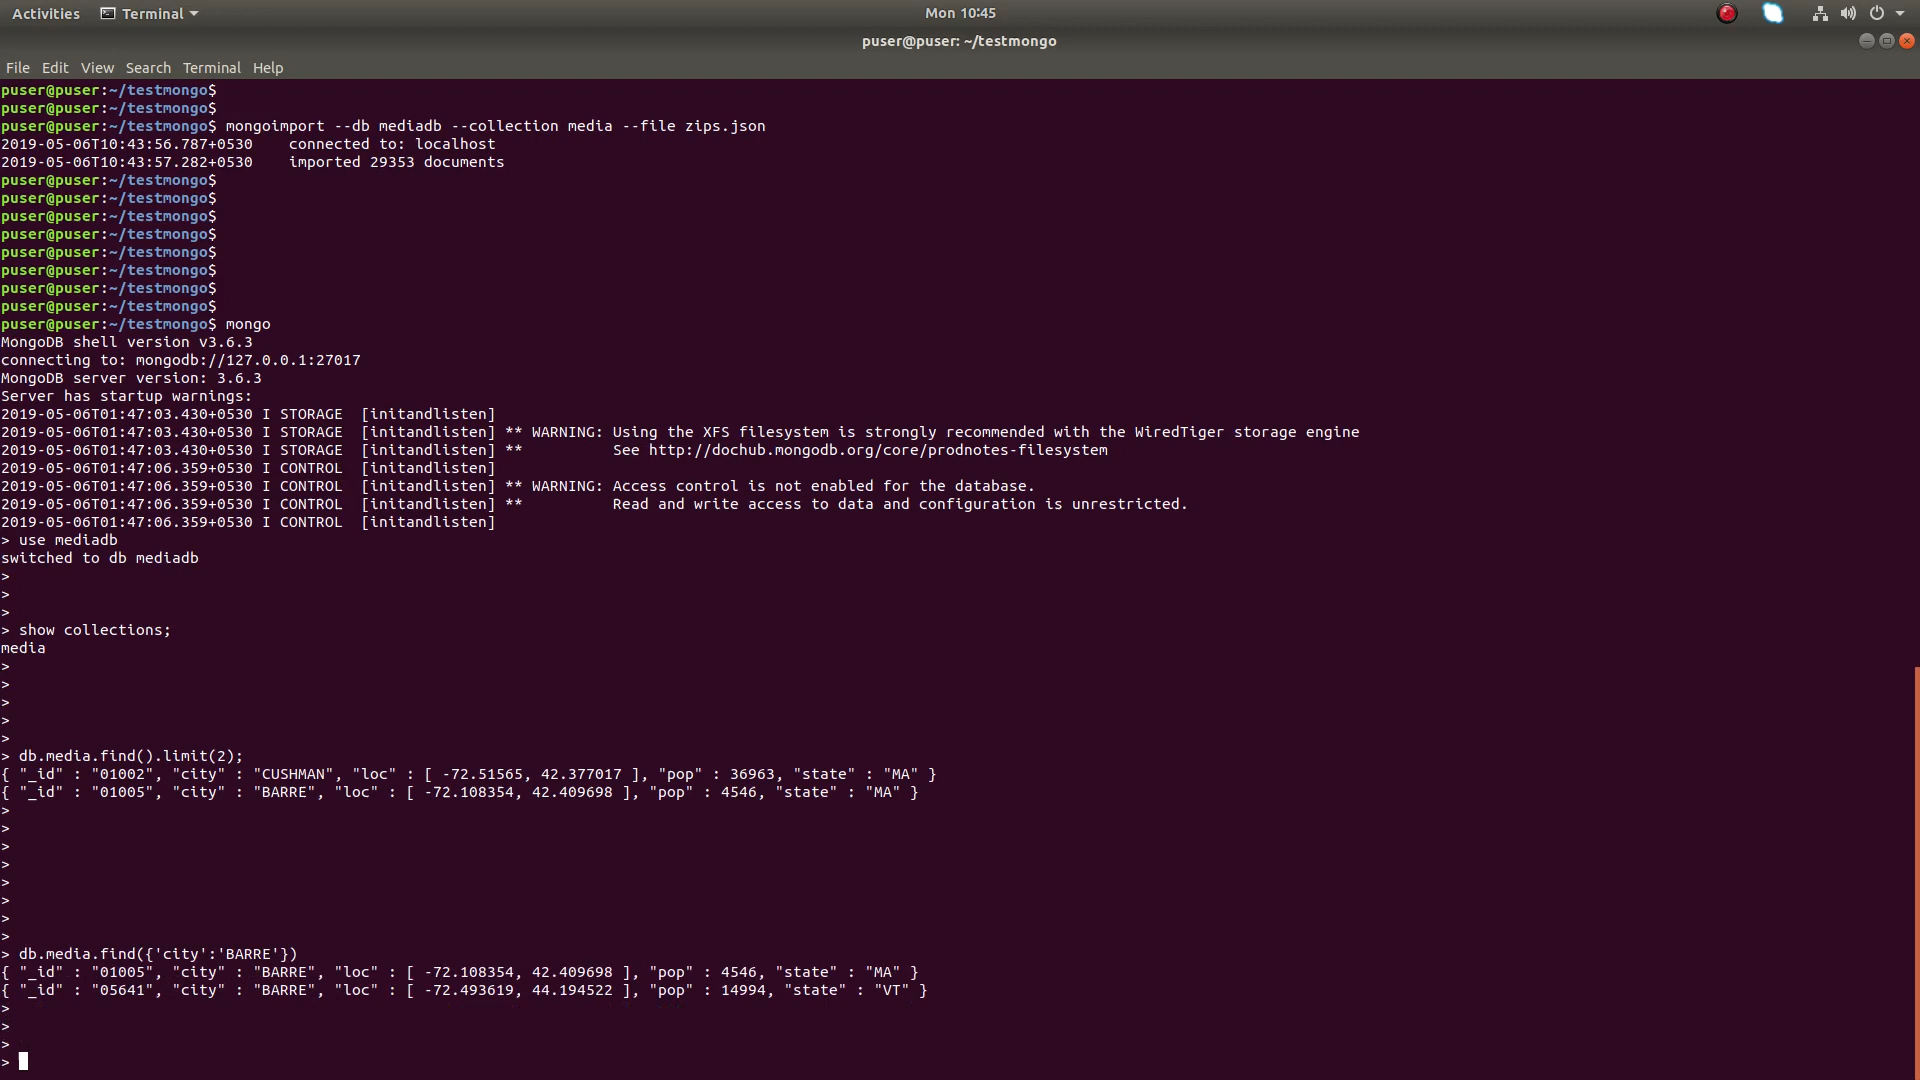 Activities Terminal Mon 10:45
puser@puser: ~/testmongo
File Edit View Search Terminal Help
puser@puser:~/testmongo$
puser@puser:~/testmongo$
puser@puser:~/testmongo$ mongoimport --db mediadb --collection media --file zips.json
2019-05-06T10:43:56.787+0530    connected to: localhost
2019-05-06T10:43:57.282+0530    imported 29353 documents
puser@puser:~/testmongo$
puser@puser:~/testmongo$
puser@puser:~/testmongo$
puser@puser:~/testmongo$
puser@puser:~/testmongo$
puser@puser:~/testmongo$
puser@puser:~/testmongo$
puser@puser:~/testmongo$
puser@puser:~/testmongo$ mongo
MongoDB shell version v3.6.3
connecting to: mongodb://127.0.0.1:27017
MongoDB server version: 3.6.3
Server has startup warnings:
2019-05-06T01:47:03.430+0530 I STORAGE  [initandlisten]
2019-05-06T01:47:03.430+0530 I STORAGE  [initandlisten] ** WARNING: Using the XFS filesystem is strongly recommended with the WiredTiger storage engine
2019-05-06T01:47:03.430+0530 I STORAGE  [initandlisten] **          See http://dochub.mongodb.org/core/prodnotes-filesystem
2019-05-06T01:47:06.359+0530 I CONTROL  [initandlisten]
2019-05-06T01:47:06.359+0530 I CONTROL  [initandlisten] ** WARNING: Access control is not enabled for the database.
2019-05-06T01:47:06.359+0530 I CONTROL  [initandlisten] **          Read and write access to data and configuration is unrestricted.
2019-05-06T01:47:06.359+0530 I CONTROL  [initandlisten]
> use mediadb
switched to db mediadb
>
>
>
> show collections;
media
>
>
>
>
>
> db.media.find().limit(2);
{ "_id" : "01002", "city" : "CUSHMAN", "loc" : [ -72.51565, 42.377017 ], "pop" : 36963, "state" : "MA" }
{ "_id" : "01005", "city" : "BARRE", "loc" : [ -72.108354, 42.409698 ], "pop" : 4546, "state" : "MA" }
>
>
>
>
>
>
>
>
> db.media.find({'city':'BARRE'})
{ "_id" : "01005", "city" : "BARRE", "loc" : [ -72.108354, 42.409698 ], "pop" : 4546, "state" : "MA" }
{ "_id" : "05641", "city" : "BARRE", "loc" : [ -72.493619, 44.194522 ], "pop" : 14994, "state" : "VT" }
>
>
>
>